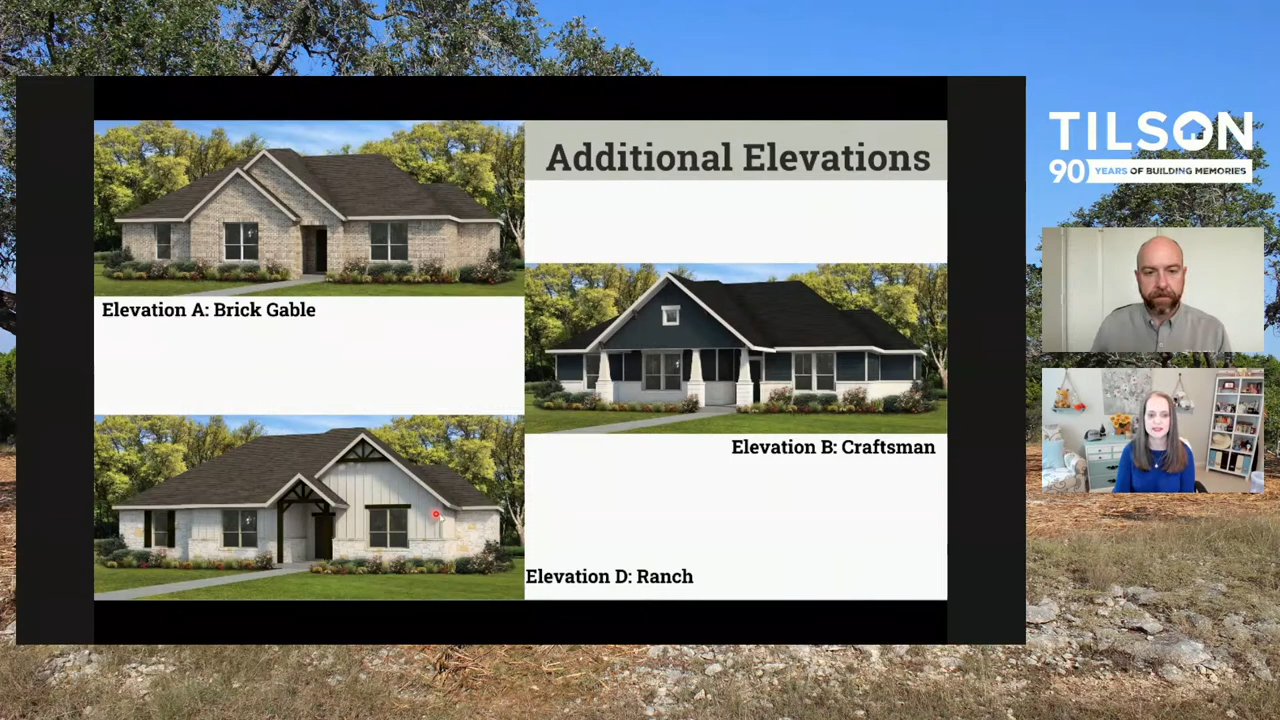 Additional Elevations
Elevation A: Brick Gable
Elevation B: Craftsman
Elevation D: Ranch
TILSON
90 YEARS OF BUILDING MEMORIES